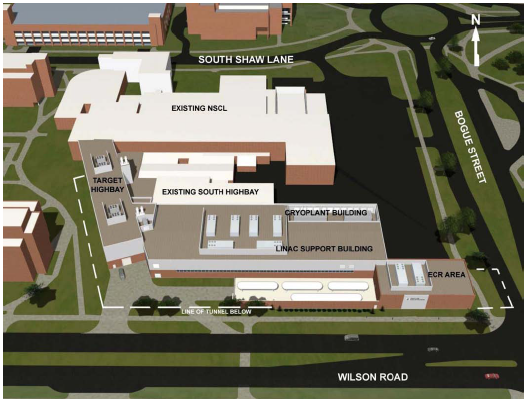 N
SOUTH SHAW LANE
EXISTING NSCL
BOGUE STREET
TARGET
HIGHBAY
EXISTING SOUTH HIGHBAY
CRYOPLANT BUILDING
LINAC SUPPORT BUILDING
ECR AREA
LINE OF TUNNEL BELOW
WILSON ROAD